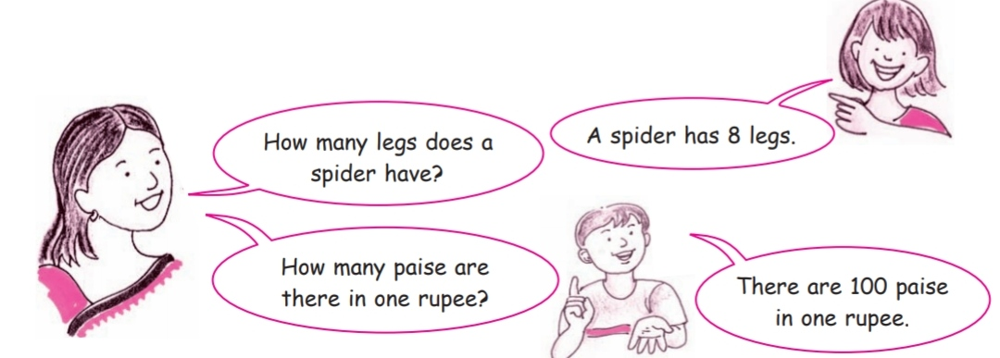 How many legs does a
spider have?
A spider has 8 legs.
How many paise are
there in one rupee?
There are 100 paise
in one rupee.